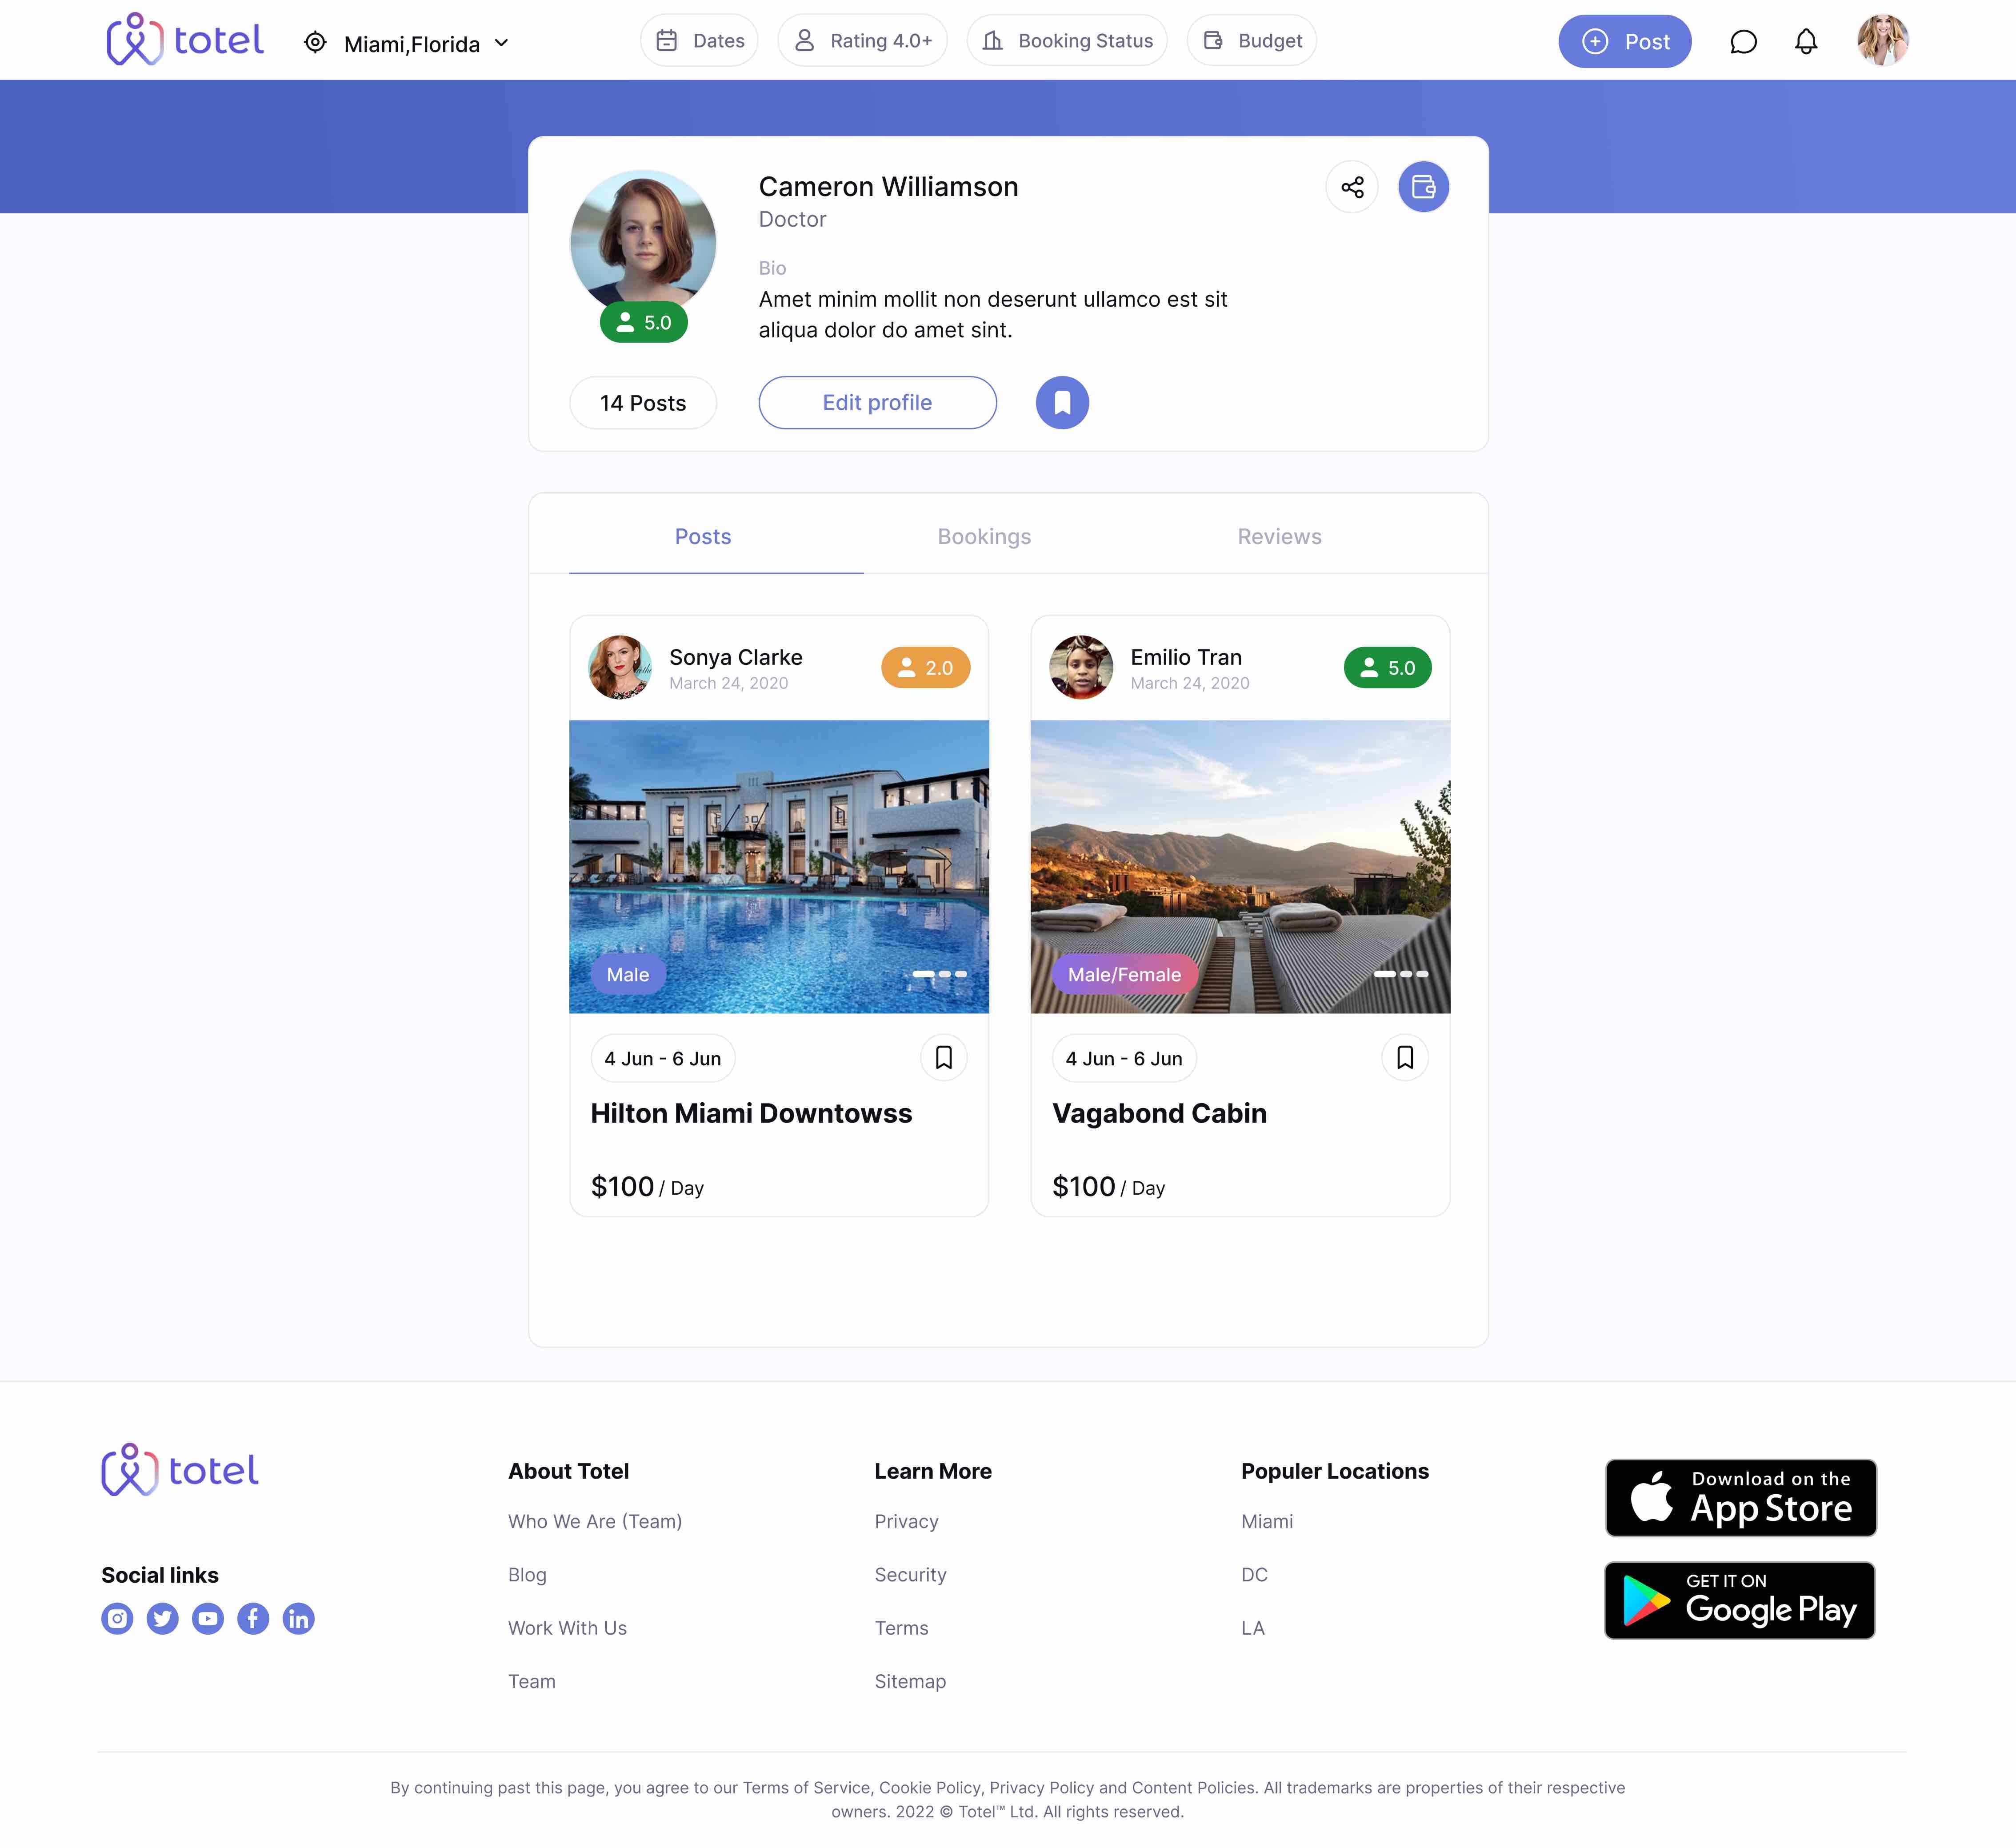 totel
Miami,Florida
Dates
Rating 4.0+
Booking Status
Budget
Post
Cameron Williamson
Doctor
Bio
Amet minim mollit non deserunt ullamco est sit
aliqua dolor do amet sint.
5.0
14 Posts
Edit profile
Posts
Bookings
Reviews
Sonya Clarke
March 24, 2020
2.0
Male
4 Jun - 6 Jun
Hilton Miami Downtowss
$100 / Day
Emilio Tran
March 24, 2020
5.0
Male/Female
4 Jun - 6 Jun
Vagabond Cabin
$100 / Day
totel
Social links
About Totel
Who We Are (Team)
Blog
Work With Us
Team
Learn More
Privacy
Security
Terms
Sitemap
Populer Locations
Miami
DC
LA
Download on the
App Store
GET IT ON
Google Play
By continuing past this page, you agree to our Terms of Service, Cookie Policy, Privacy Policy and Content Policies. All trademarks are properties of their respective
owners. 2022 © Totel™ Ltd. All rights reserved.